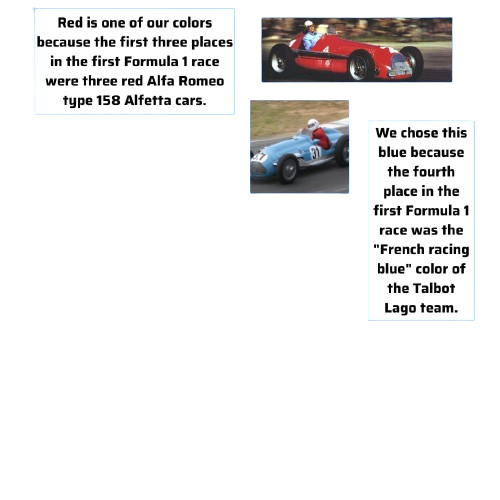 Red is one of our colors
because the first three places
in the first Formula 1 race
were three red Alfa Romeo
type 158 Alfetta cars.
31
We chose this
blue because
the fourth
place in the
first Formula 1
race was the
"French racing
blue" color of
the Talbot
Lago team.